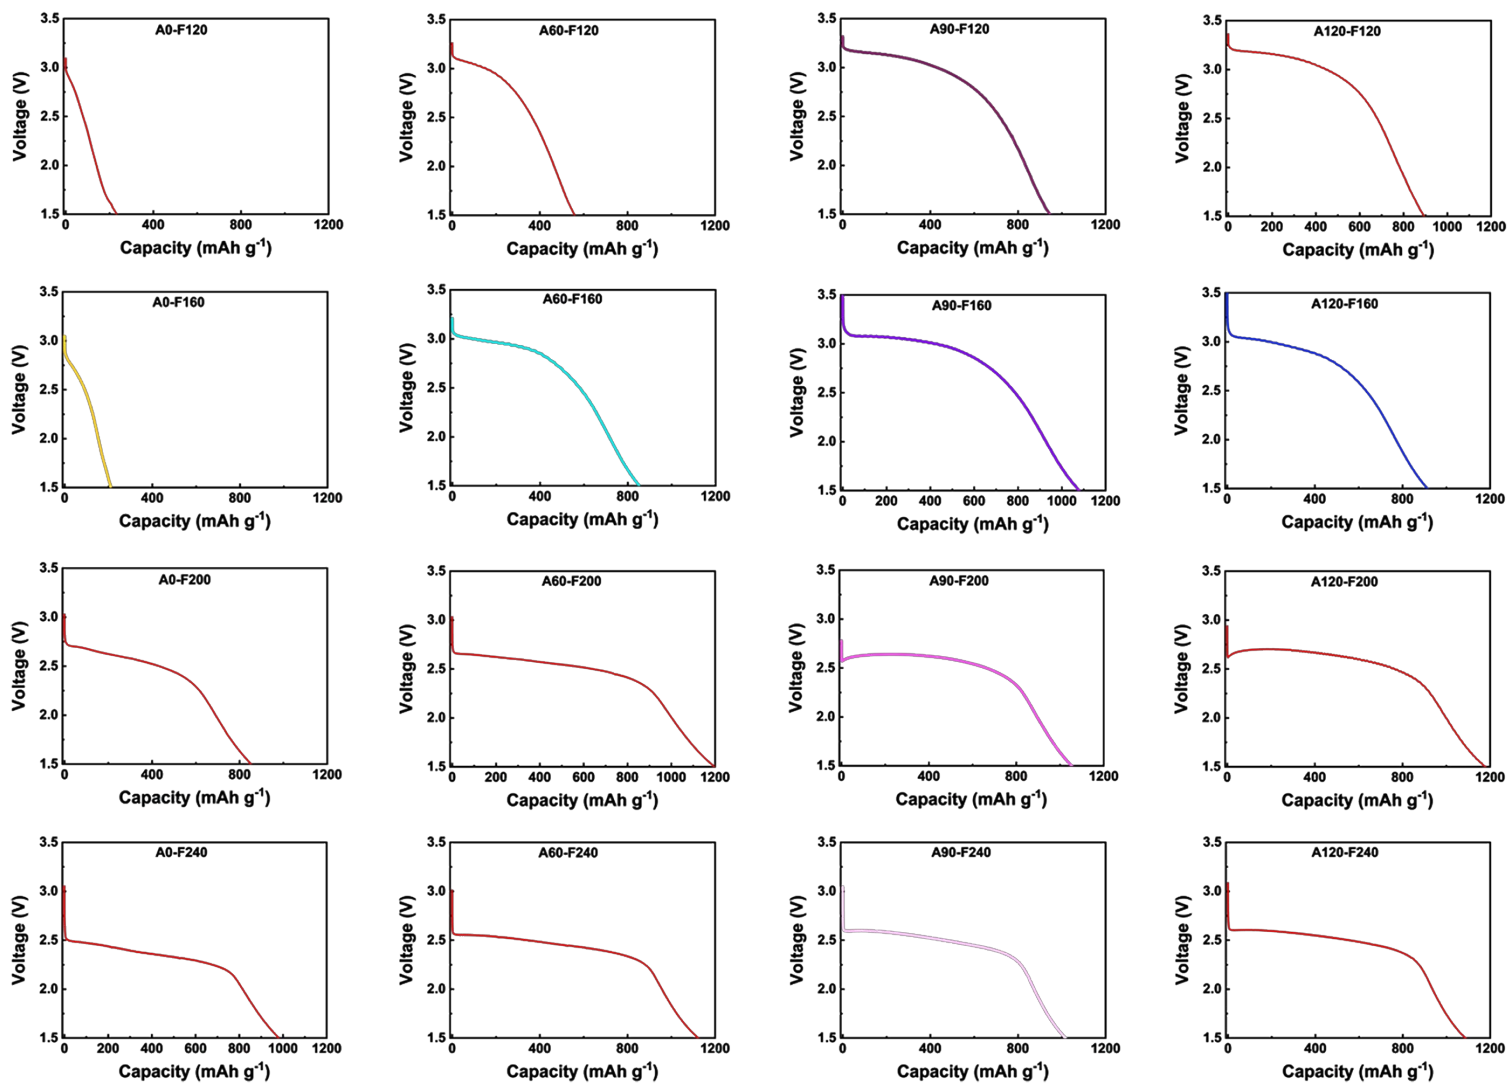 A0-F120
3.5
3.0
2.5
2.0
1.5
Voltage (V)
0 400 800 1200
Capacity (mAh g-1)
A60-F120
3.5
3.0
2.5
2.0
1.5
Voltage (V)
0 400 800 1200
Capacity (mAh g-1)
A90-F120
3.5
3.0
2.5
2.0
1.5
Voltage (V)
0 400 800 1200
Capacity (mAh g-1)
A120-F120
3.5
3.0
2.5
2.0
1.5
Voltage (V)
0 200 400 600 800 1000 1200
Capacity (mAh g-1)
A0-F160
3.5
3.0
2.5
2.0
1.5
Voltage (V)
0 400 800 1200
Capacity (mAh g-1)
A60-F160
3.5
3.0
2.5
2.0
1.5
Voltage (V)
0 400 800 1200
Capacity (mAh g-1)
A90-F160
3.5
3.0
2.5
2.0
1.5
Voltage (V)
0 200 400 600 800 1000 1200
Capacity (mAh g-1)
A120-F160
3.5
3.0
2.5
2.0
1.5
Voltage (V)
0 400 800 1200
Capacity (mAh g-1)
A0-F200
3.5
3.0
2.5
2.0
1.5
Voltage (V)
0 400 800 1200
Capacity (mAh g-1)
A60-F200
3.5
3.0
2.5
2.0
1.5
Voltage (V)
0 200 400 600 800 1000 1200
Capacity (mAh g-1)
A90-F200
3.5
3.0
2.5
2.0
1.5
Voltage (V)
0 400 800 1200
Capacity (mAh g-1)
A120-F200
3.5
3.0
2.5
2.0
1.5
Voltage (V)
0 400 800 1200
Capacity (mAh g-1)
A0-F240
3.5
3.0
2.5
2.0
1.5
Voltage (V)
0 200 400 600 800 1000 1200
Capacity (mAh g-1)
A60-F240
3.5
3.0
2.5
2.0
1.5
Voltage (V)
0 400 800 1200
Capacity (mAh g-1)
A90-F240
3.5
3.0
2.5
2.0
1.5
Voltage (V)
0 400 800 1200
Capacity (mAh g-1)
A120-F240
3.5
3.0
2.5
2.0
1.5
Voltage (V)
0 400 800 1200
Capacity (mAh g-1)